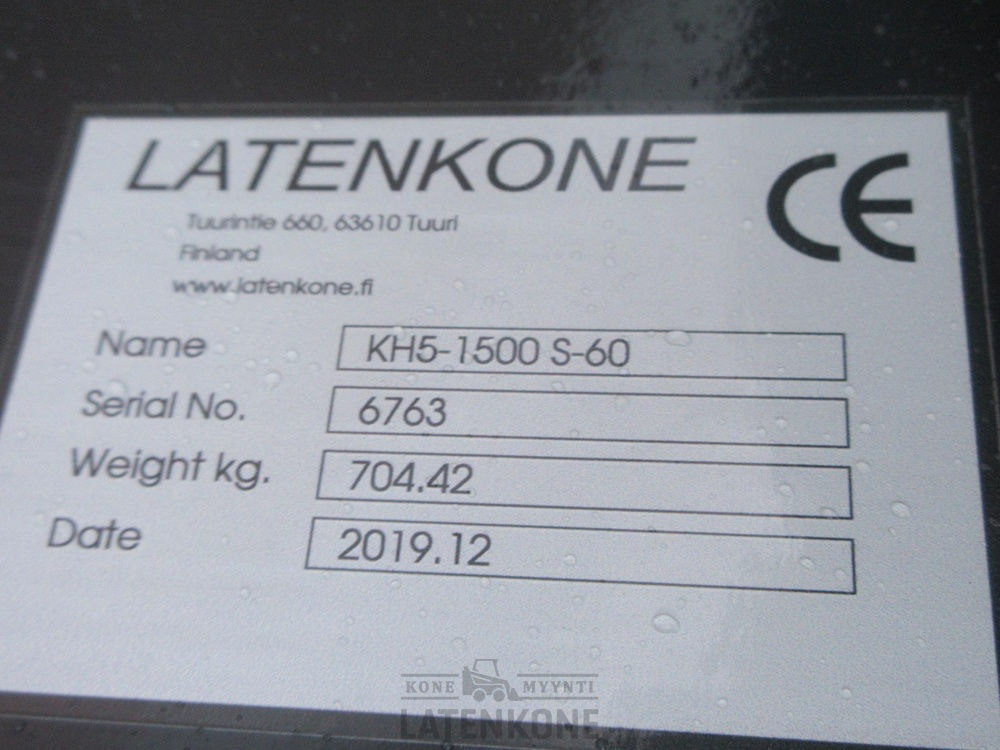 LATENKONE
CE
Tuurintie 660, 63610 Tuuri
Finland
www.latenkone.fi
Name KH5-1500 S-60
Serial No. 6763
Weight kg. 704.42
Date 2019.12
KONE MYYNTI
LATENKONE